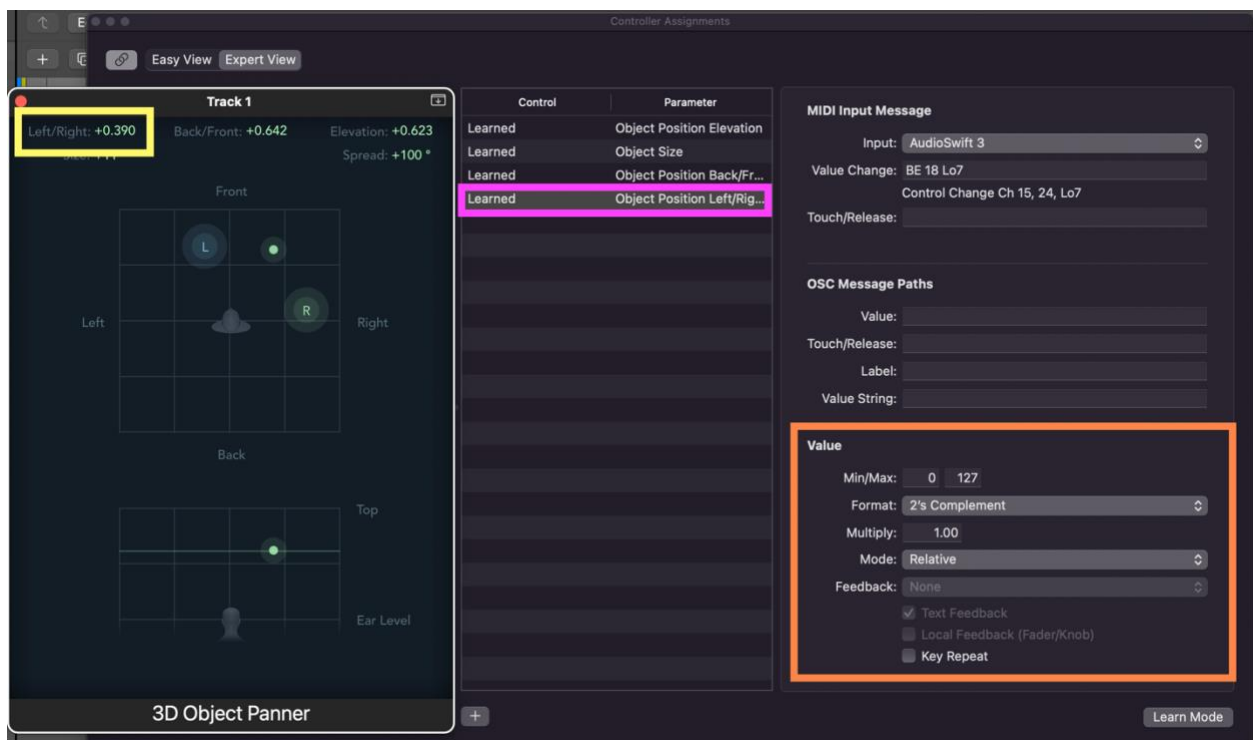 E
Controller Assignments
Easy View Expert View
Track 1
Left/Right: +0.390 Back/Front: +0.642 Elevation: +0.623
Spread: +100 °
Front
L
R
Left
Right
Back
Top
Ear Level
3D Object Panner
Control Parameter
Learned Object Position Elevation
Learned Object Size
Learned Object Position Back/Fr...
Learned Object Position Left/Rig...
MIDI Input Message
Input: AudioSwift 3
Value Change: BE 18 Lo7
Control Change Ch 15, 24, Lo7
Touch/Release:
OSC Message Paths
Value:
Touch/Release:
Label:
Value String:
Value
Min/Max: 0 127
Format: 2's Complement
Multiply: 1.00
Mode: Relative
Feedback: None
Text Feedback
Local Feedback (Fader/Knob)
Key Repeat
+
Learn Mode